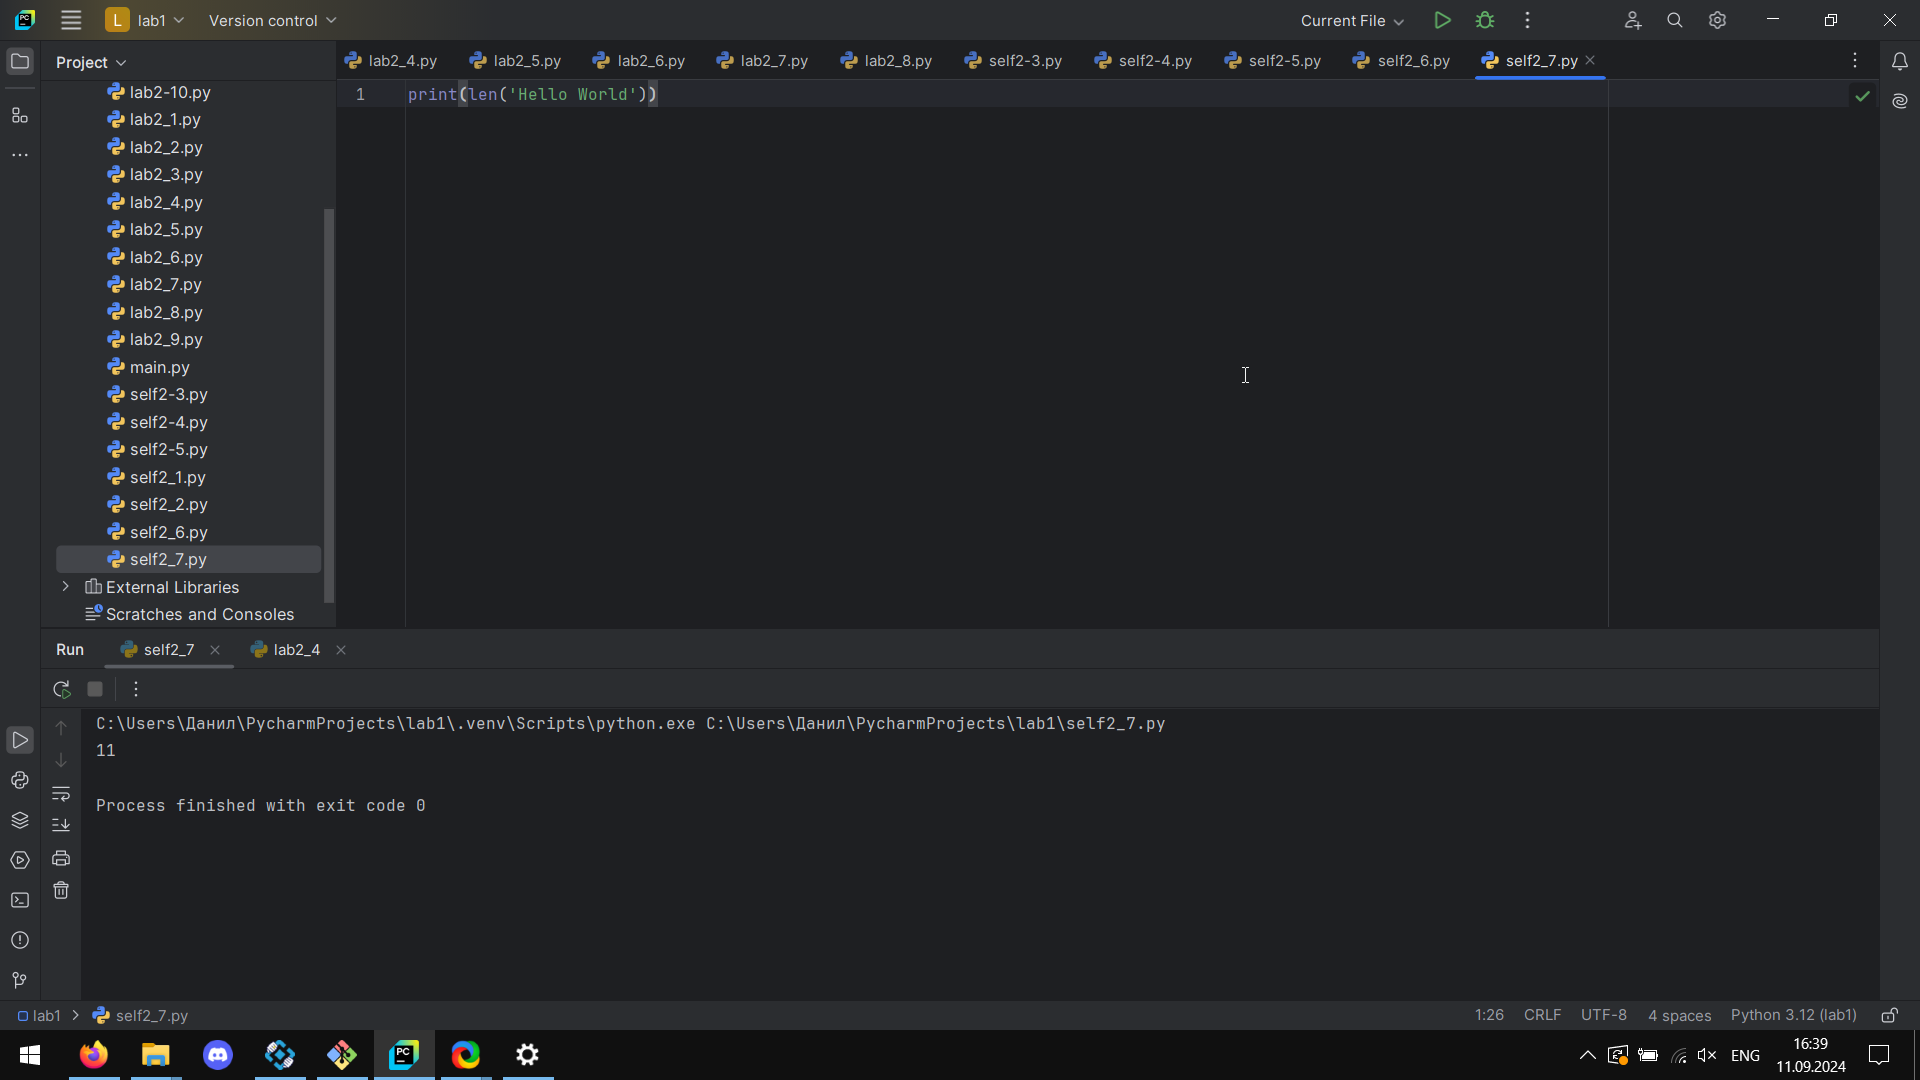 L lab1 Version control Current File
Project
lab2_4.py lab2_5.py lab2_6.py lab2_7.py lab2_8.py self2-3.py self2-4.py self2-5.py self2_6.py self2_7.py
1 print(len('Hello World'))
lab2-10.py
lab2_1.py
lab2_2.py
lab2_3.py
lab2_4.py
lab2_5.py
lab2_6.py
lab2_7.py
lab2_8.py
lab2_9.py
main.py
self2-3.py
self2-4.py
self2-5.py
self2_1.py
self2_2.py
self2_6.py
self2_7.py
External Libraries
Scratches and Consoles
Run self2_7 lab2_4
C:\Users\Данил\PycharmProjects\lab1\.venv\Scripts\python.exe C:\Users\Данил\PycharmProjects\lab1\self2_7.py
11
Process finished with exit code 0
lab1 self2_7.py 1:26 CRLF UTF-8 4 spaces Python 3.12 (lab1)
PC ENG 16:39
11.09.2024